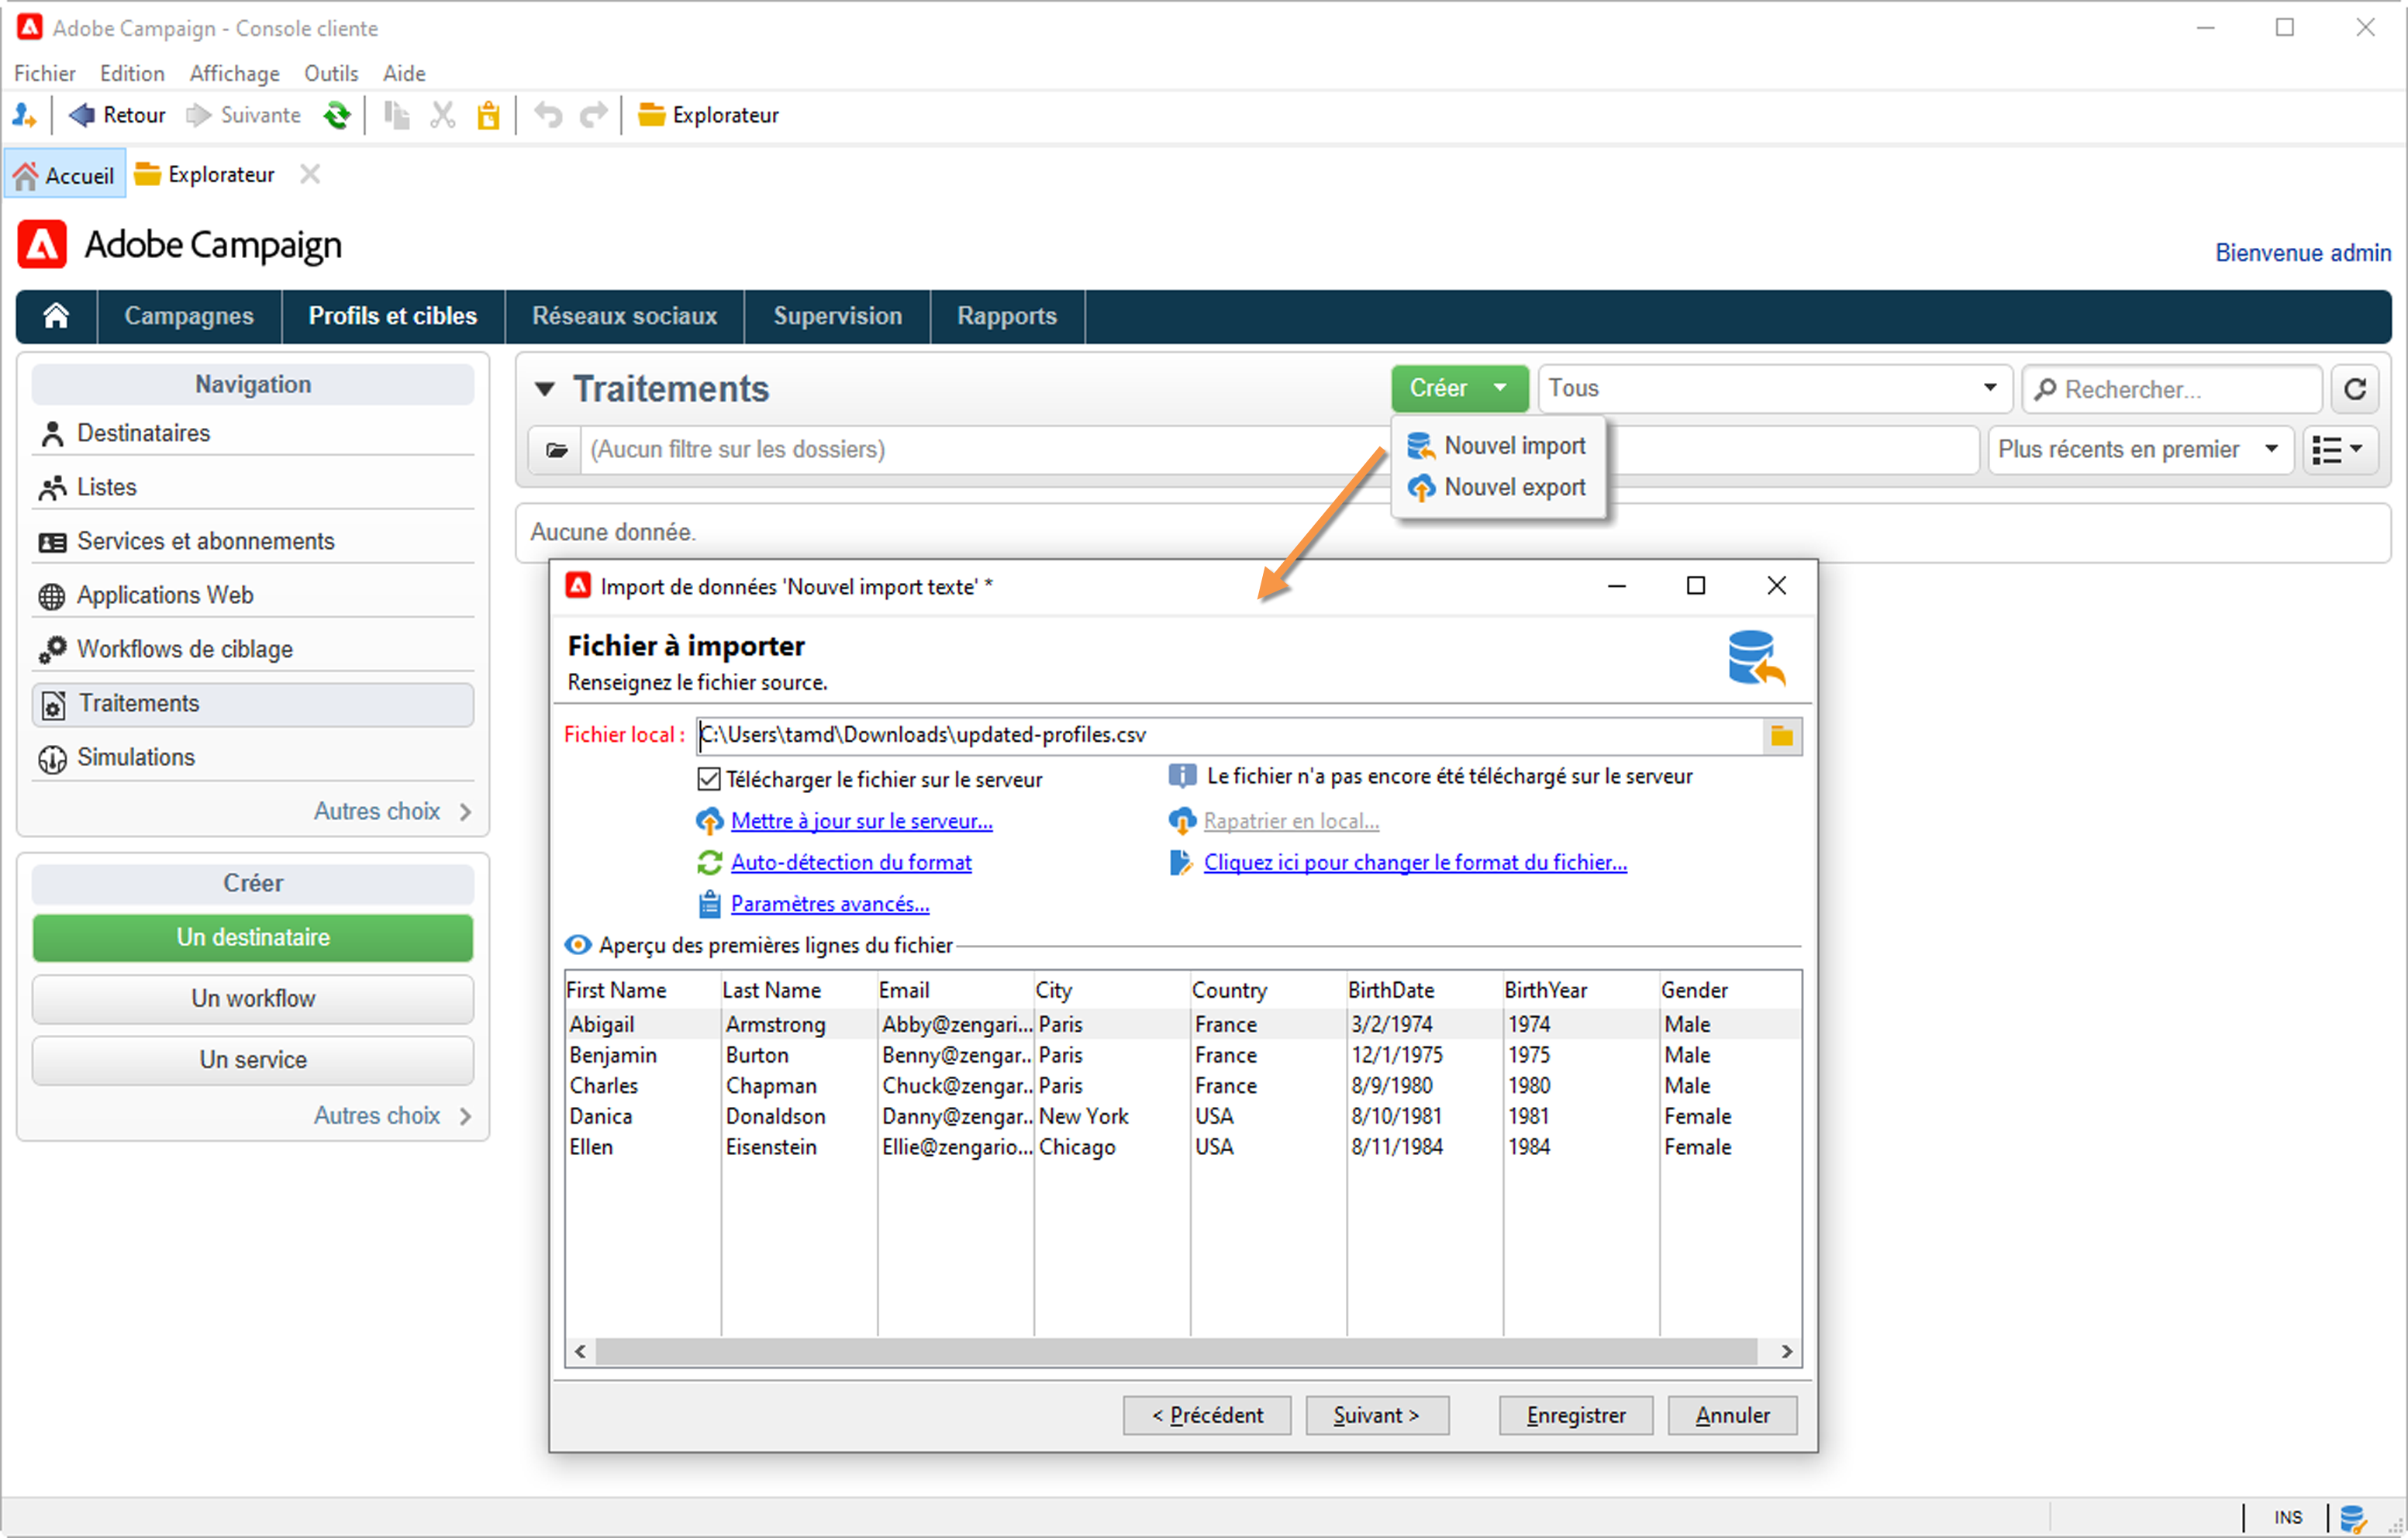 Adobe Campaign - Console cliente
Fichier Edition Affichage Outils Aide
Retour Suivante Explorateur
Accueil Explorateur
Adobe Campaign
Bienvenue admin
Campagnes Profils et cibles Réseaux sociaux Supervision Rapports
Navigation
Destinataires
Listes
Services et abonnements
Applications Web
Workflows de ciblage
Traitements
Simulations
Autres choix
Créer
Un destinataire
Un workflow
Un service
Autres choix
Traitements
Créer Tous Rechercher...
(Aucun filtre sur les dossiers) Plus récents en premier
Nouvel import
Nouvel export
Aucune donnée.
Import de données 'Nouvel import texte' *
Fichier à importer
Renseignez le fichier source.
Fichier local : C:\Users\tamd\Downloads\updated-profiles.csv
Télécharger le fichier sur le serveur Le fichier n'a pas encore été téléchargé sur le serveur
Mettre à jour sur le serveur... Rapatrier en local...
Auto-détection du format Cliquez ici pour changer le format du fichier...
Paramètres avancés...
Aperçu des premières lignes du fichier
First Name Last Name Email City Country BirthDate BirthYear Gender
Abigail Armstrong Abby@zengari... Paris France 3/2/1974 1974 Male
Benjamin Burton Benny@zengar... Paris France 12/1/1975 1975 Male
Charles Chapman Chuck@zengar... Paris France 8/9/1980 1980 Male
Danica Donaldson Danny@zengar... New York USA 8/10/1981 1981 Female
Ellen Eisenstein Ellie@zengario... Chicago USA 8/11/1984 1984 Female
< Précédent Suivant > Enregistrer Annuler
INS